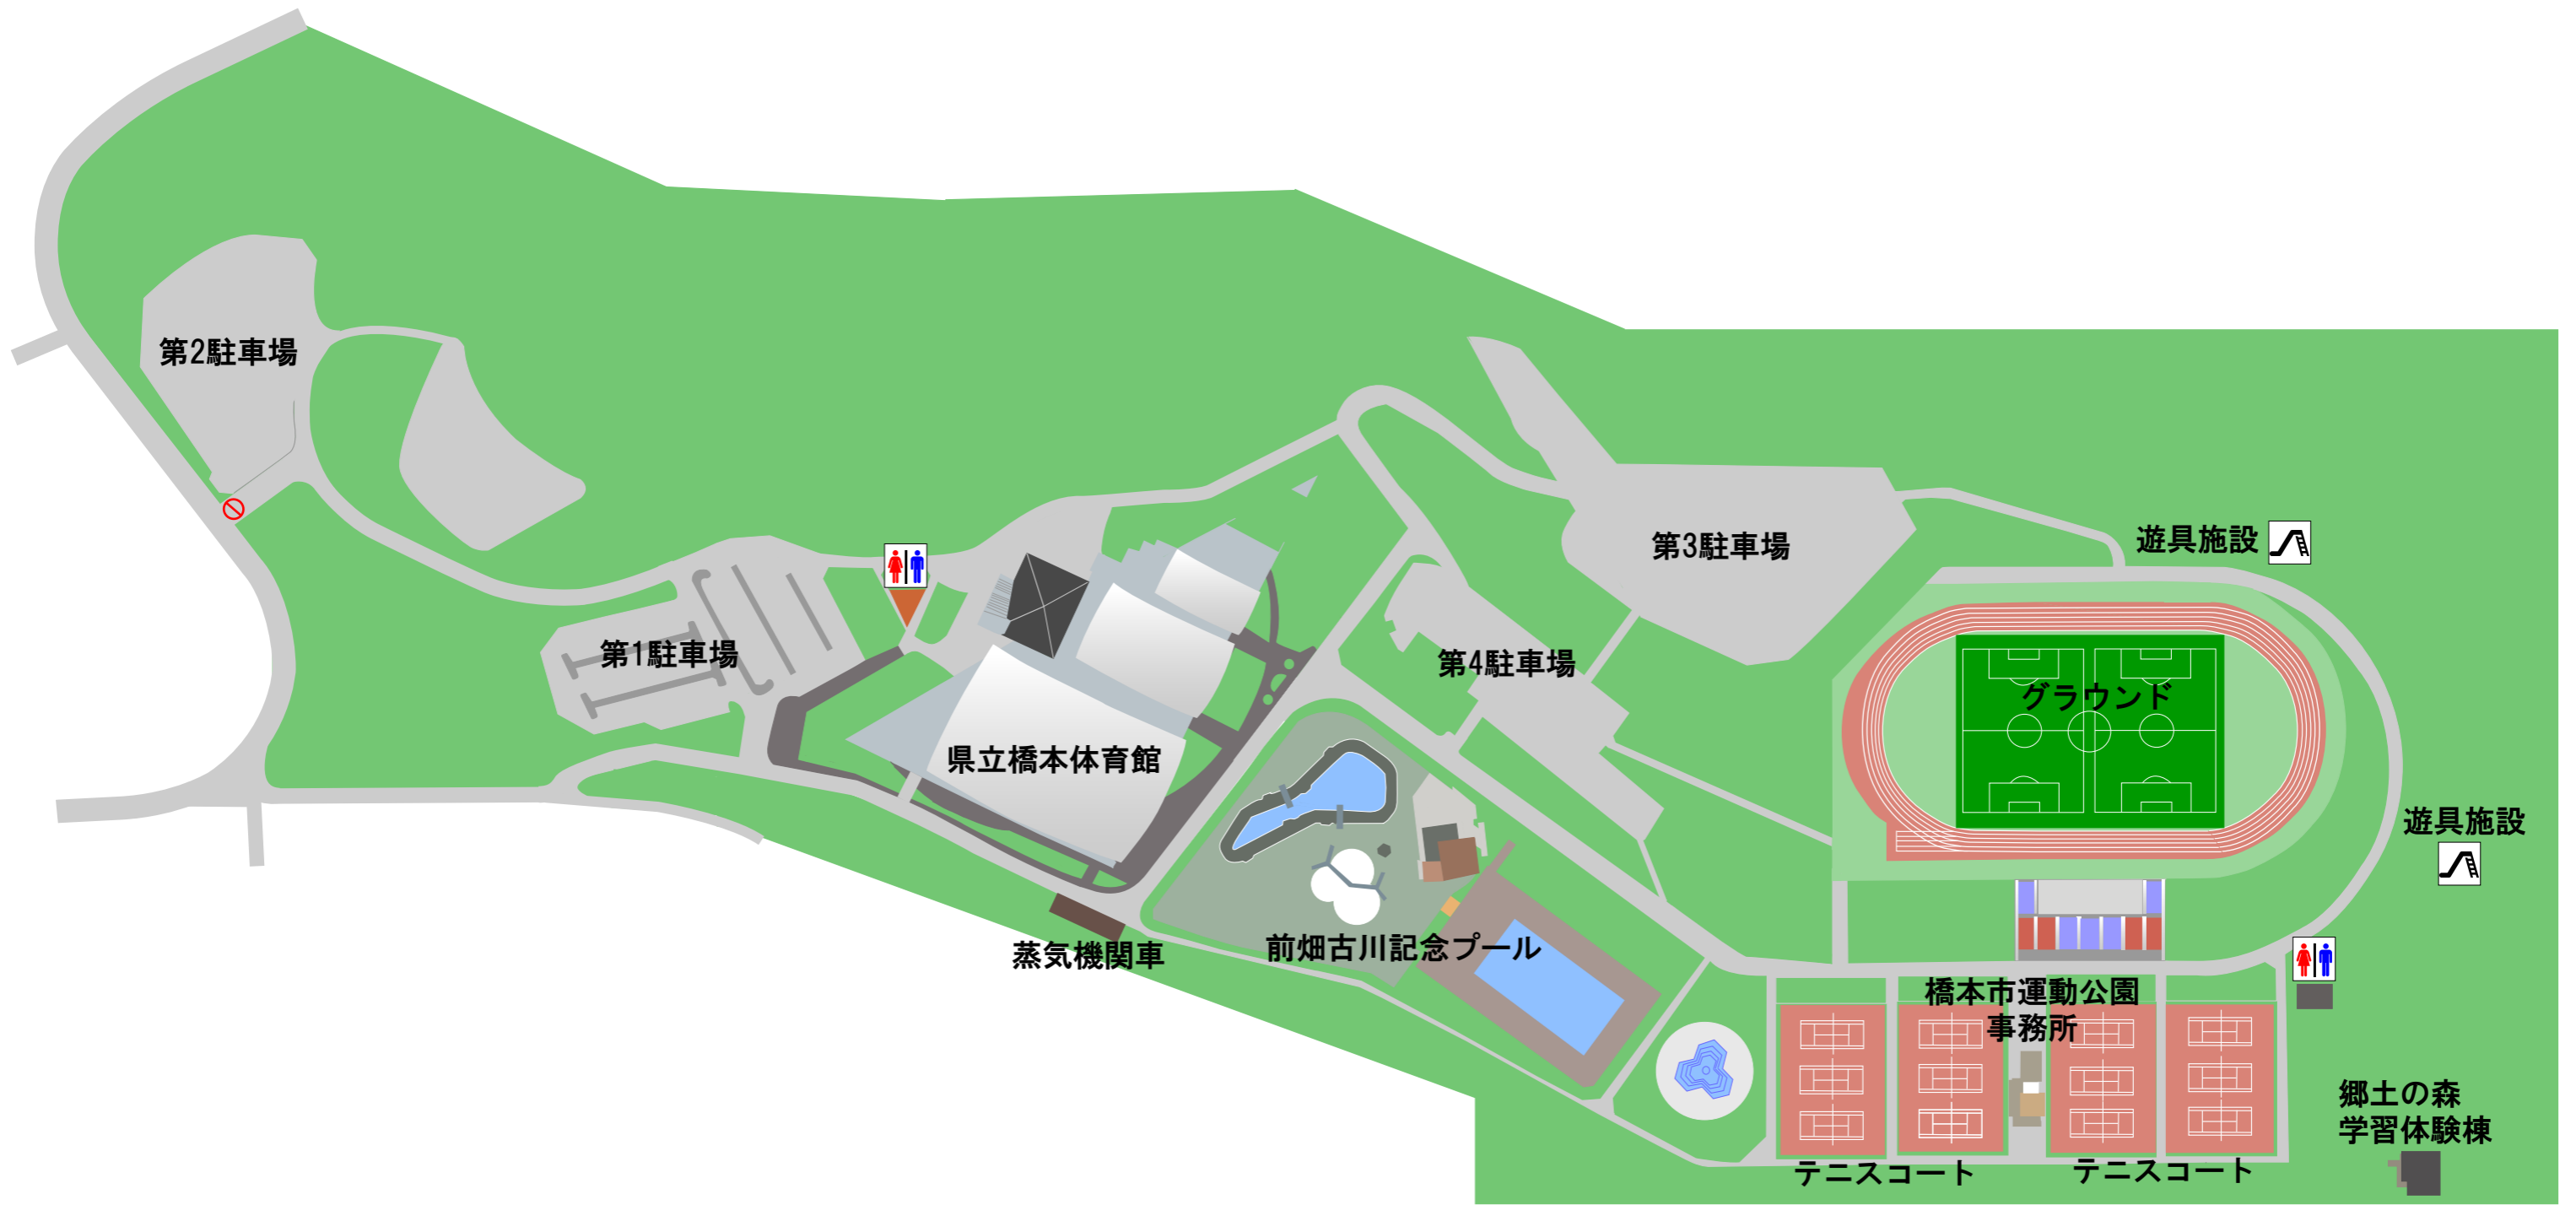 第2駐車場
遊具施設
第3駐車場
第1駐車場
第4駐車場
グラウンド
県立橋本体育館
遊具施設
蒸気機関車
前畑古川記念プール
橋本市運動公園
事務所
郷土の森
学習体験棟
テニスコート
テニスコート